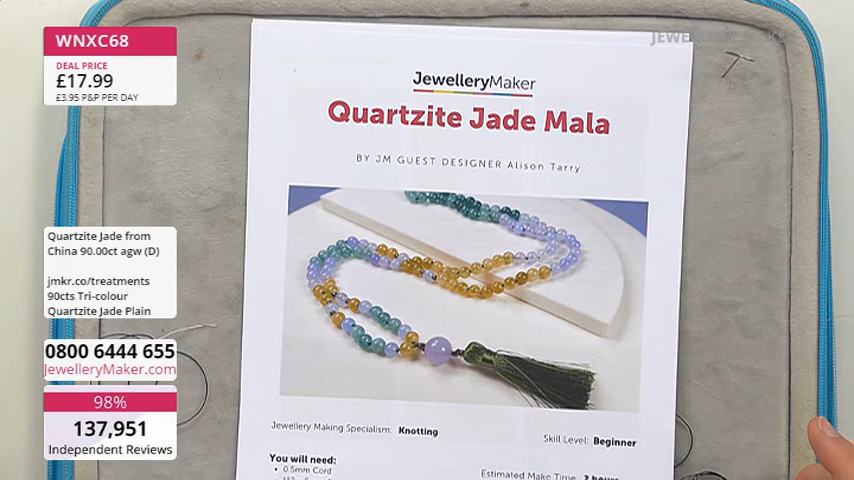 WNXC68
DEAL PRICE
£17.99
£3.95 P&P PER DAY
Quartzite Jade from
China 90.00ct agw (D)
jmkr.co/treatments
90cts Tri-colour
Quartzite Jade Plain
0800 6444 655
JewelleryMaker.com
98%
137,951
Independent Reviews
JewelleryMaker
Quartzite Jade Mala
BY JM GUEST DESIGNER Alison Tarry
Jewellery Making Specialism: Knotting
Skill Level: Beginner
You will need:
• 0.5mm Cord
Estimated Make Time 2 hours